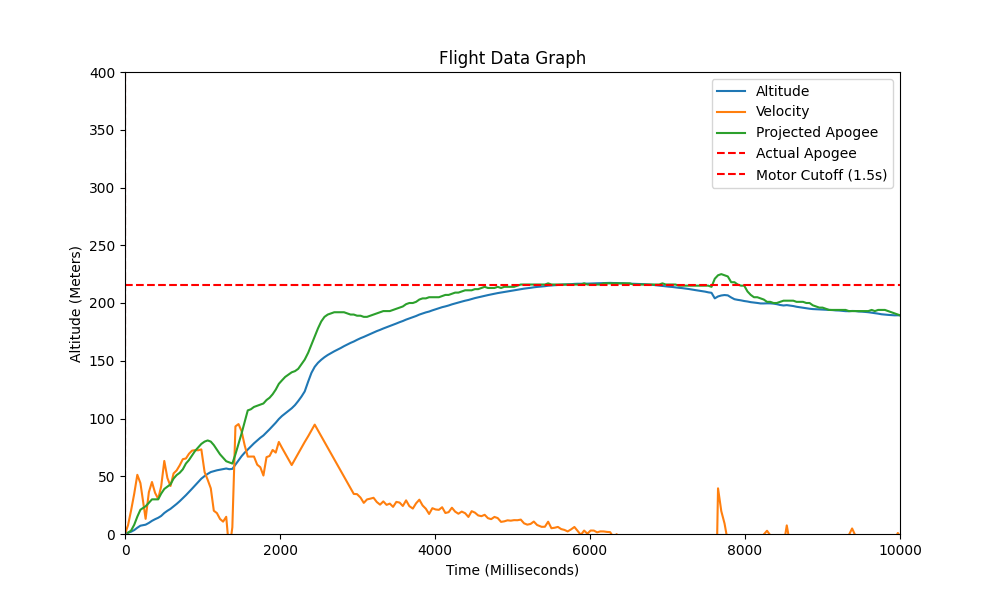 Flight Data Graph
400
350
300
250
200
150
100
50
0
Altitude (Meters)
Altitude
Velocity
Projected Apogee
Actual Apogee
Motor Cutoff (1.5s)
0 2000 4000 6000 8000 10000
Time (Milliseconds)